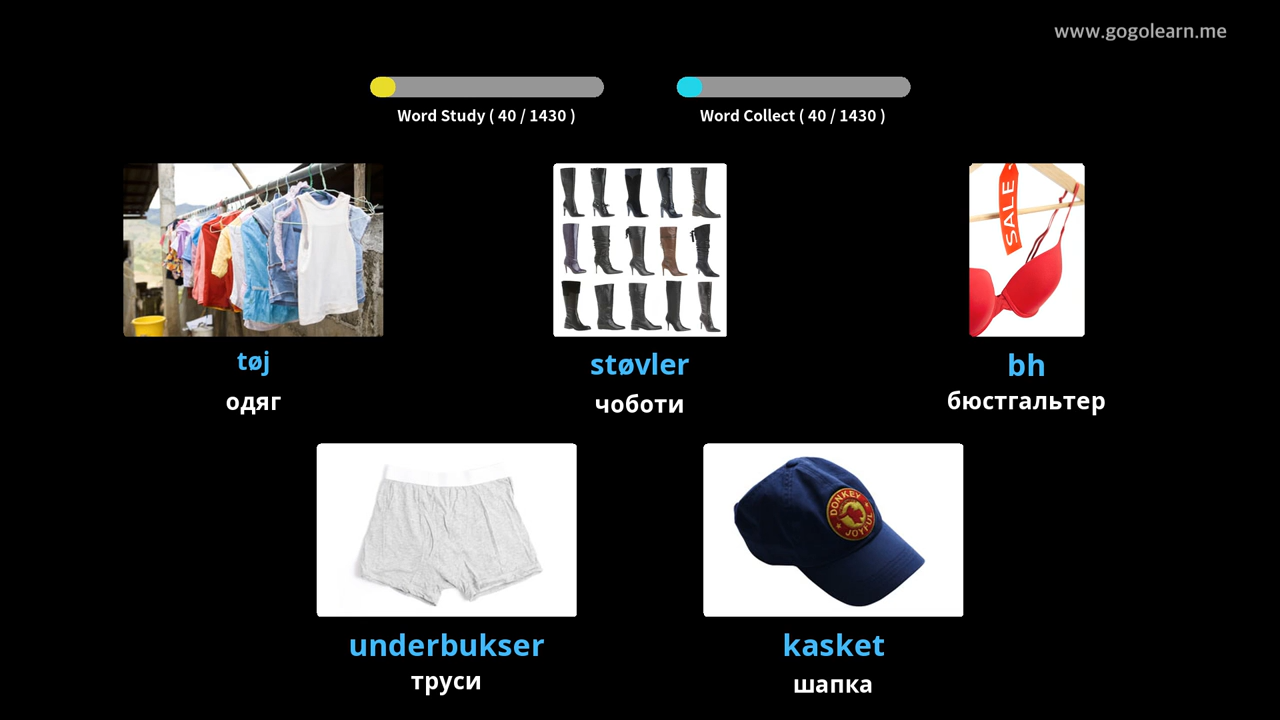 www.gogolearn.me
Word Study ( 40 / 1430 )
Word Collect ( 40 / 1430 )
SALE
tøj
støvler
bh
одяг
чоботи
бюстгальтер
DONKEY
JOYFUL
underbukser
kasket
труси
шапка